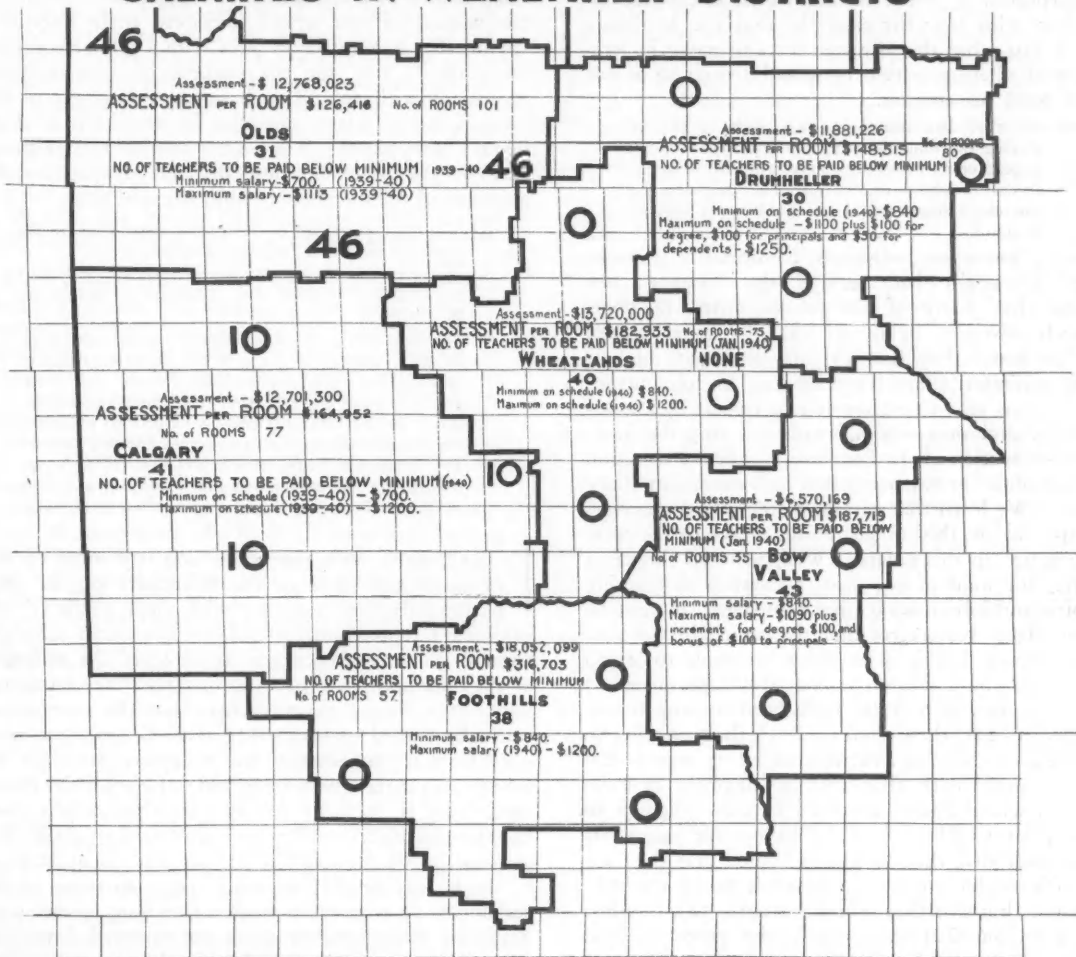 SALARIES IN WEALTHIER DISTRICTS
46
Assessment - $ 12,768,023
ASSESSMENT PER ROOM $126,416 No. of ROOMS 101
OLDS
31
NO. OF TEACHERS TO BE PAID BELOW MINIMUM 1939-40 46
Minimum salary - $700. (1939-40)
Maximum salary - $1113 (1939-40)
46
O
Assessment - $11,881,226
ASSESSMENT PER ROOM $148,515 No of ROOMS 80
NO. OF TEACHERS TO BE PAID BELOW MINIMUM O
DRUMHELLER
30
Minimum on schedule (1940) - $840
Maximum on schedule - $1100 plus $100 for
degree, $100 for principals and $50 for
dependents - $1250.
O
O
Assessment - $13,720,000
ASSESSMENT PER ROOM $182,933 No of ROOMS - 75
NO. OF TEACHERS TO BE PAID BELOW MINIMUM (JAN. 1940)
WHEATLANDS NONE
40
Minimum on schedule (1940) $840.
Maximum on schedule (1940) $1200.
O
10
Assessment - $12,701,300
ASSESSMENT PER ROOM $164,952
No. of ROOMS 77
CALGARY
41
NO. OF TEACHERS TO BE PAID BELOW MINIMUM (1940) 10
Minimum on schedule (1939-40) - $700.
Maximum on schedule (1939-40) - $1200.
10
O
O
Assessment - $6,570,169
ASSESSMENT PER ROOM $187,719
NO. OF TEACHERS TO BE PAID BELOW
MINIMUM (Jan. 1940)
No of ROOMS 35 BOW
VALLEY O
43
Minimum salary - $840.
Maximum salary - $1090 plus
increment for degree $100, and
bonus of $100 to principals
O
Assessment - $18,052,099
ASSESSMENT PER ROOM $316,703
NO. OF TEACHERS TO BE PAID BELOW MINIMUM O
No. of ROOMS 57
FOOTHILLS
38
Minimum salary - $840.
Maximum salary (1940) - $1200.
O
O